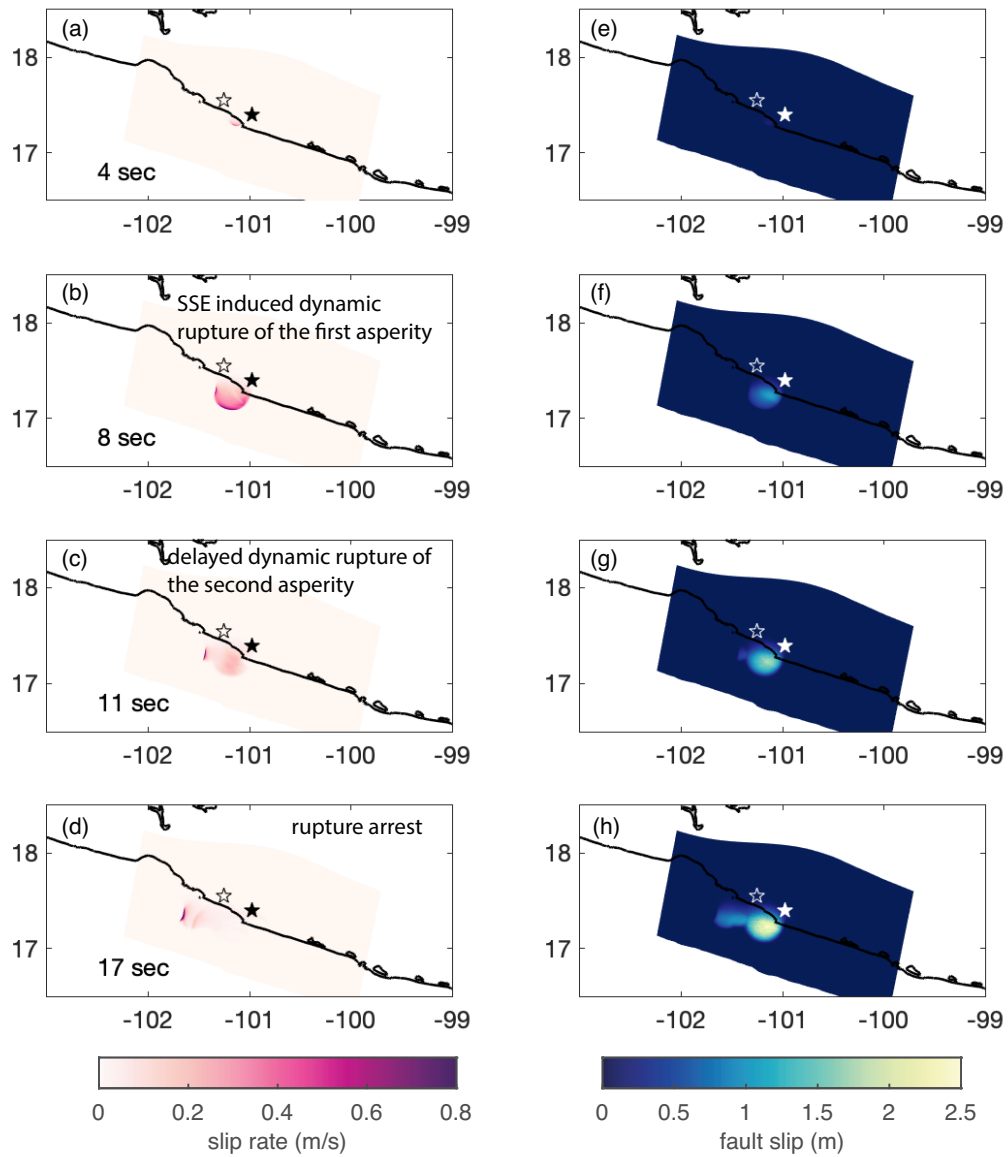 (a)
(e)
18
17
4 sec
-102 -101 -100 -99
18
17
-102 -101 -100 -99
(b)
SSE induced dynamic
rupture of the first asperity
(f)
18
17
8 sec
-102 -101 -100 -99
18
17
-102 -101 -100 -99
(c)
delayed dynamic rupture of
the second asperity
(g)
18
17
11 sec
-102 -101 -100 -99
18
17
-102 -101 -100 -99
(d)
rupture arrest
(h)
18
17
17 sec
-102 -101 -100 -99
18
17
-102 -101 -100 -99
0 0.2 0.4 0.6 0.8
slip rate (m/s)
0 0.5 1 1.5 2 2.5
fault slip (m)